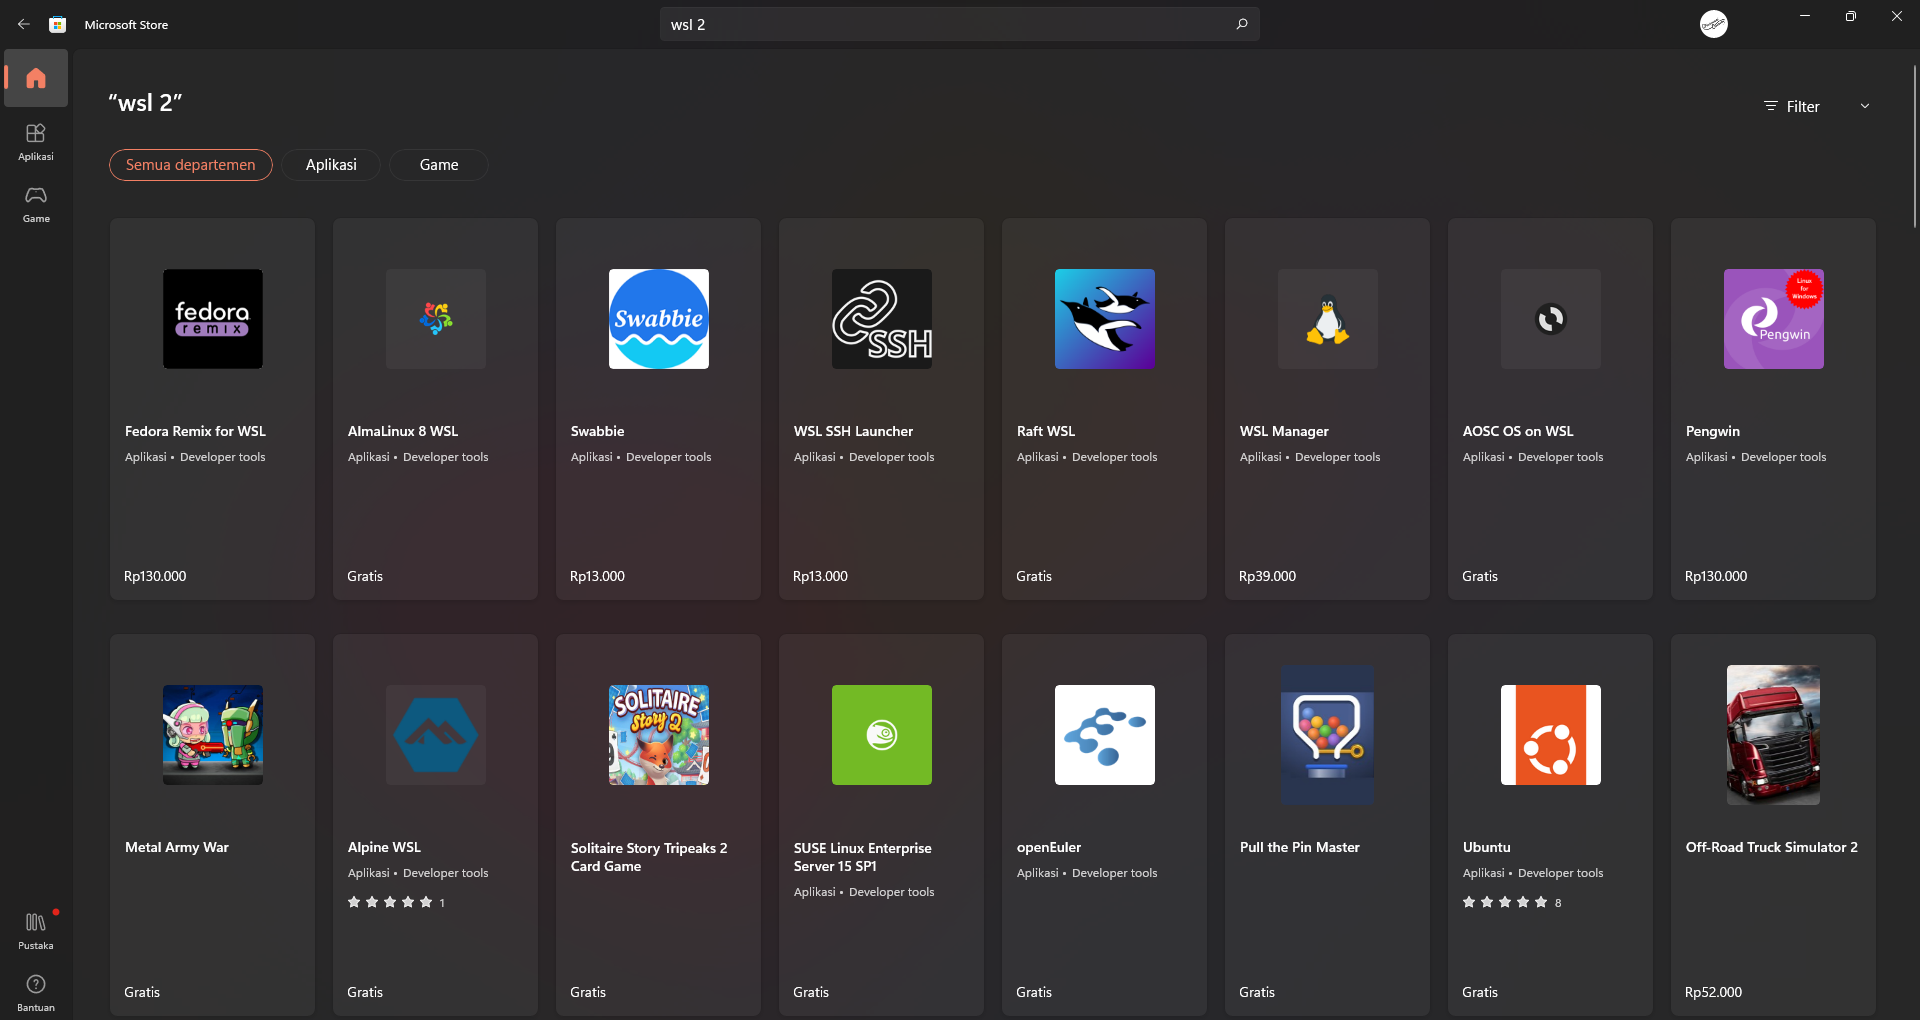 Microsoft Store
wsl 2
Aplikasi
Game
Pustaka
Bantuan
“wsl 2”
Filter
Semua departemen
Aplikasi
Game
fedora
remix
Swabbie
SSH
Linux
for
Windows
Pengwin
Fedora Remix for WSL
Aplikasi • Developer tools
Rp130.000
AlmaLinux 8 WSL
Aplikasi • Developer tools
Gratis
Swabbie
Aplikasi • Developer tools
Rp13.000
WSL SSH Launcher
Aplikasi • Developer tools
Rp13.000
Raft WSL
Aplikasi • Developer tools
Gratis
WSL Manager
Aplikasi • Developer tools
Rp39.000
AOSC OS on WSL
Aplikasi • Developer tools
Gratis
Pengwin
Aplikasi • Developer tools
Rp130.000
Metal Army War
Gratis
Alpine WSL
Aplikasi • Developer tools
1
Gratis
SOLITAIRE
Story 2
Solitaire Story Tripeaks 2
Card Game
Gratis
SUSE Linux Enterprise
Server 15 SP1
Aplikasi • Developer tools
Gratis
openEuler
Aplikasi • Developer tools
Gratis
Pull the Pin Master
Gratis
Ubuntu
Aplikasi • Developer tools
8
Gratis
Off-Road Truck Simulator 2
Rp52.000